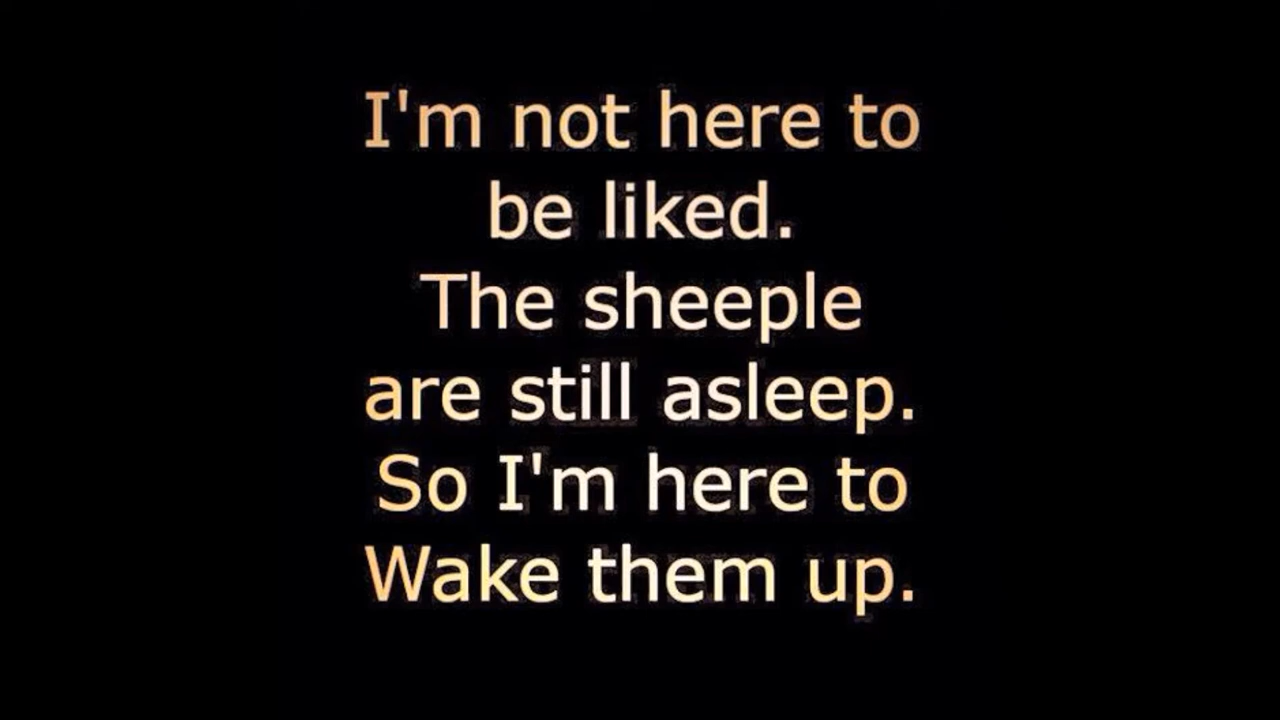 I'm not here to
be liked.
The sheeple
are still asleep.
So I'm here to
Wake them up.